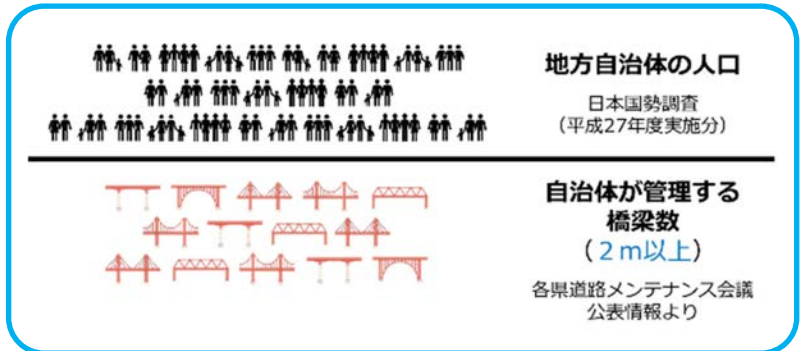 地方自治体の人口
日本国勢調査
（平成27年度実施分）
自治体が管理する
橋梁数
（２ｍ以上）
各県道路メンテナンス会議
公表情報より